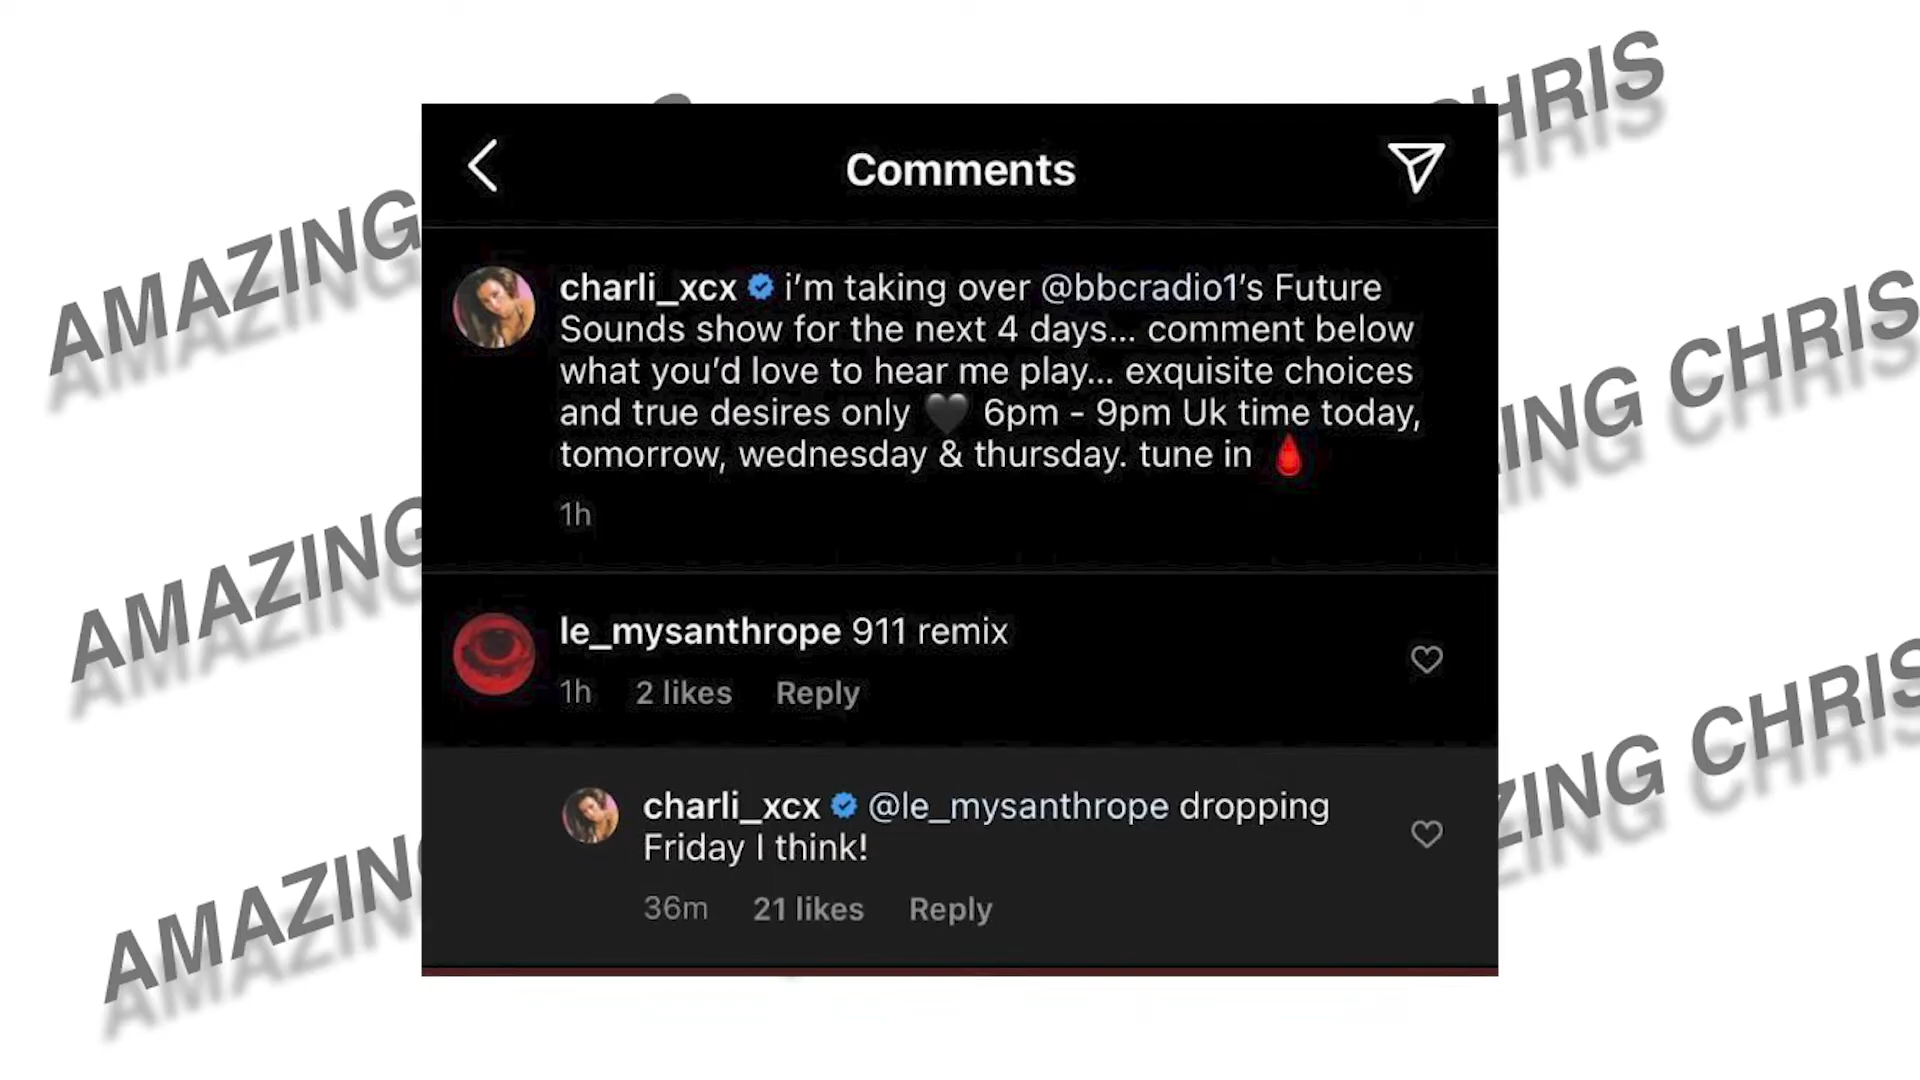 AMAZING
HRIS
Comments
charli_xcx i’m taking over @bbcradio1’s Future
Sounds show for the next 4 days... comment below
what you’d love to hear me play... exquisite choices
and true desires only 🖤 6pm - 9pm Uk time today,
tomorrow, wednesday & thursday. tune in 🩸
1h
ING CHRIS
AMAZING
le_mysanthrope 911 remix
1h 2 likes Reply
ZING CHRIS
charli_xcx @le_mysanthrope dropping
Friday I think!
36m 21 likes Reply
AMAZING